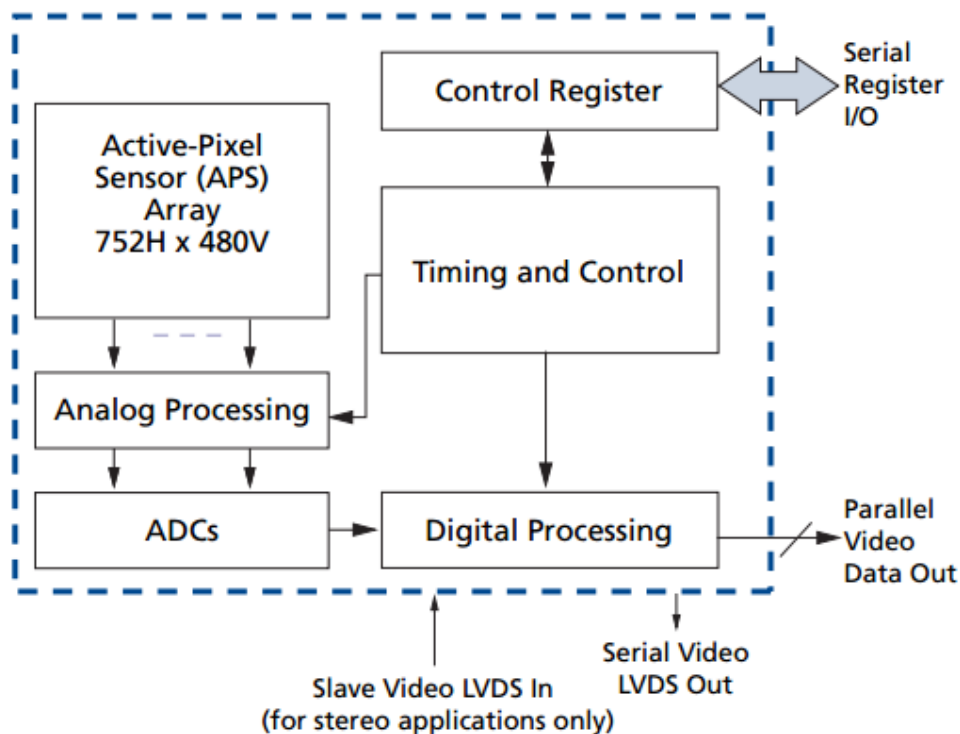 Control Register
Serial
Register
I/O
Active-Pixel
Sensor (APS)
Array
752H x 480V
Timing and Control
Analog Processing
ADCs
Digital Processing
Parallel
Video
Data Out
Slave Video LVDS In
(for stereo applications only)
Serial Video
LVDS Out